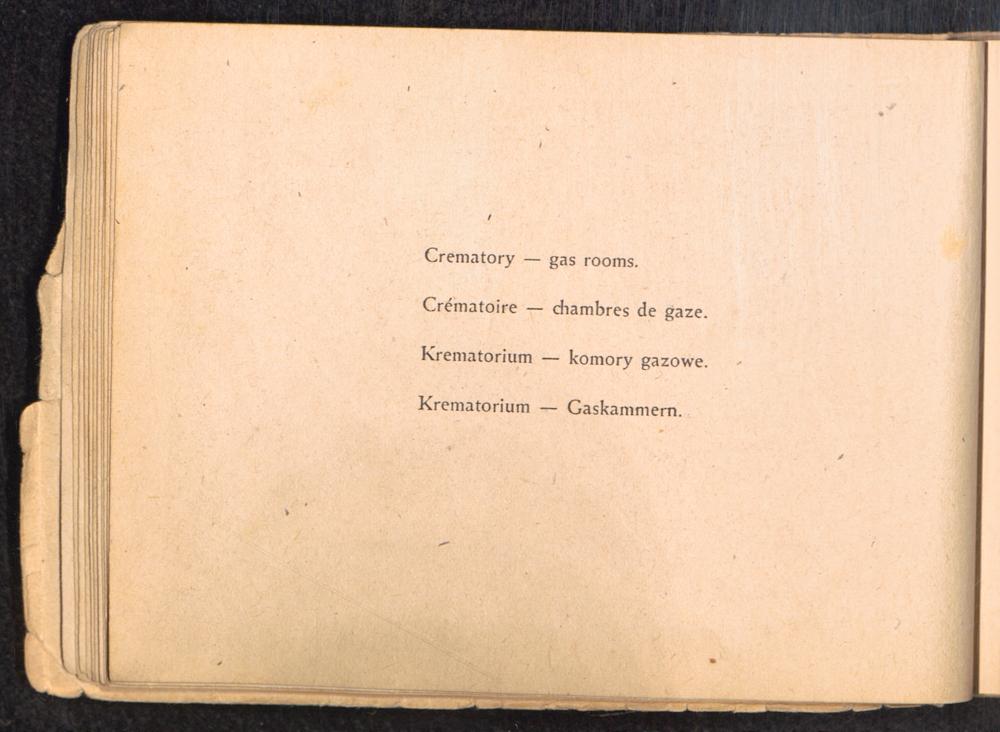 Crematory — gas rooms.
Crématoire — chambres de gaze.
Krematorium — komory gazowe.
Krematorium — Gaskammern.